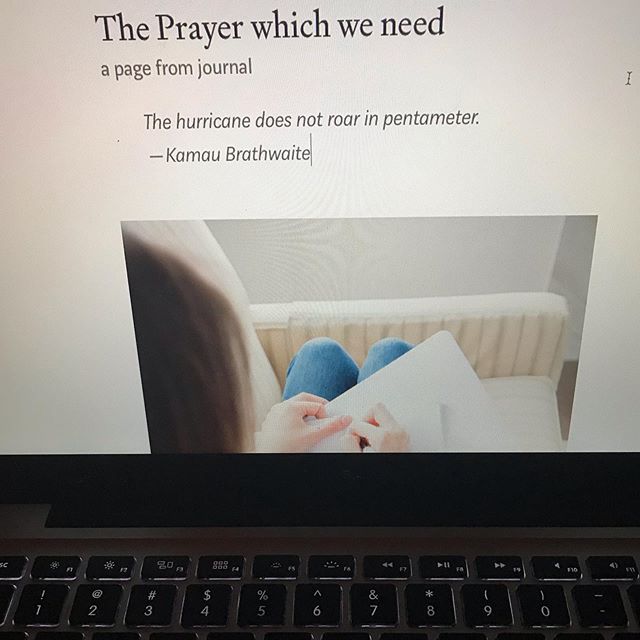 The Prayer which we need
a page from journal
The hurricane does not roar in pentameter.
—Kamau Brathwaite
F1 F2 F3 F4 F5 F6 F7 F8 F9 F10 F11
! @ # $ % ^ & * ( ) –
1 2 3 4 5 6 7 8 9 0 -